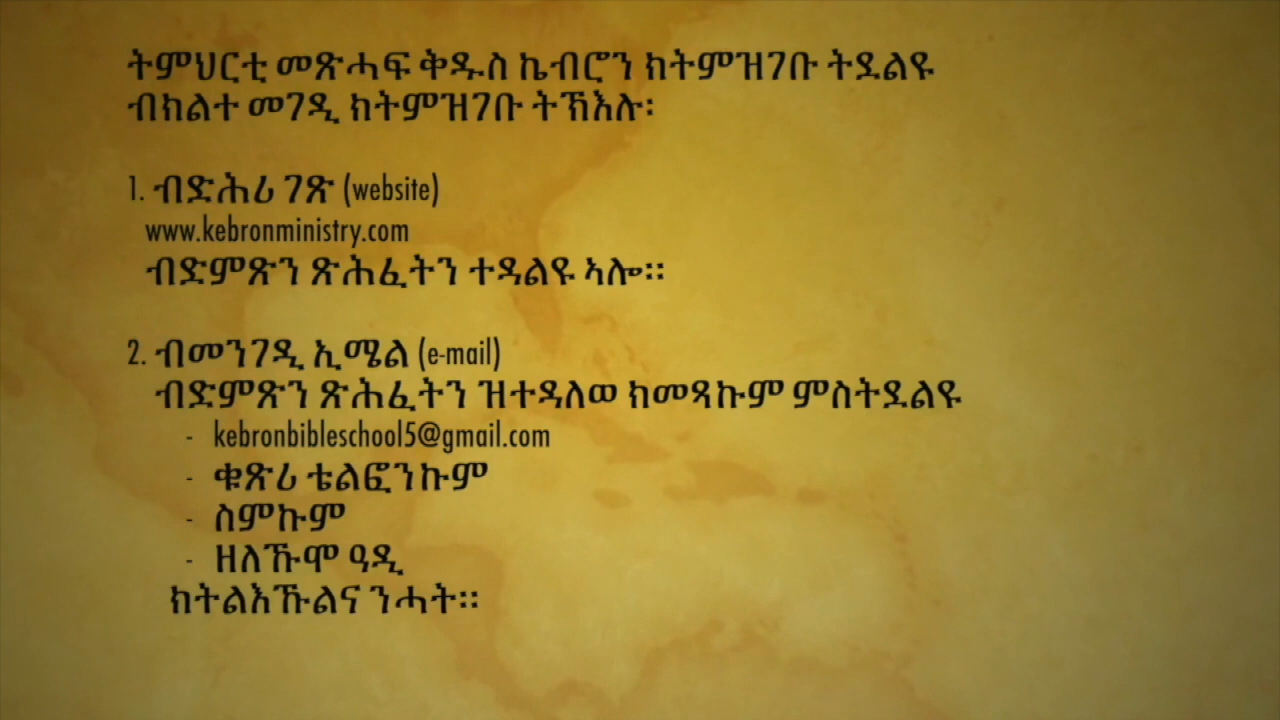 ትምህርቲ መጽሓፍ ቅዱስ ኬብሮን ክትምዝገቡ ትደልዩ
ብክልተ መገዲ ክትምዝገቡ ትኽእሉ፡
1. ብድሕሪ ገጽ (website)
www.kebronministry.com
ብድምጽን ጽሕፈትን ተዳልዩ ኣሎ።
2. ብመንገዲ ኢሜል (e-mail)
ብድምጽን ጽሕፈትን ዝተዳለወ ክመጻኩም ምስትደልዩ
- kebronbibleschool5@gmail.com
- ቁጽሪ ቴልፎንኩም
- ስምኩም
- ዘለኹሞ ዓዲ
ክትልእኹልና ንሓት።